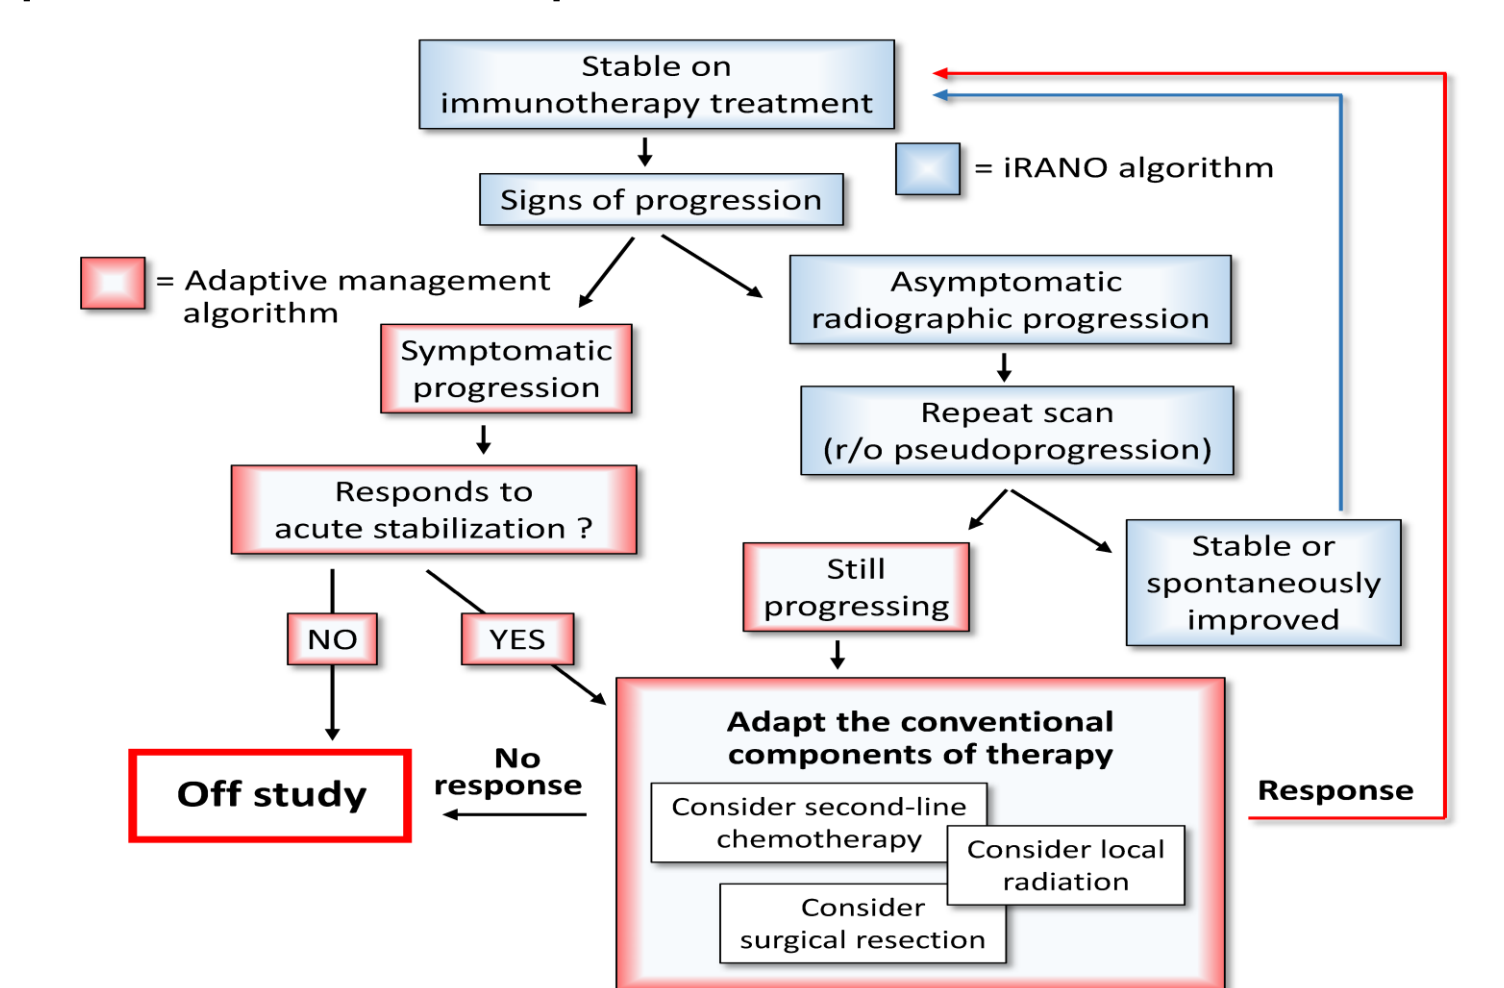 Stable on
immunotherapy treatment
= iRANO algorithm
Signs of progression
= Adaptive management
algorithm
Asymptomatic
radiographic progression
Symptomatic
progression
Repeat scan
(r/o pseudoprogression)
Responds to
acute stabilization ?
Stable or
spontaneously
improved
Still
progressing
NO
YES
Adapt the conventional
components of therapy
Off study
No
response
Response
Consider second-line
chemotherapy
Consider local
radiation
Consider
surgical resection